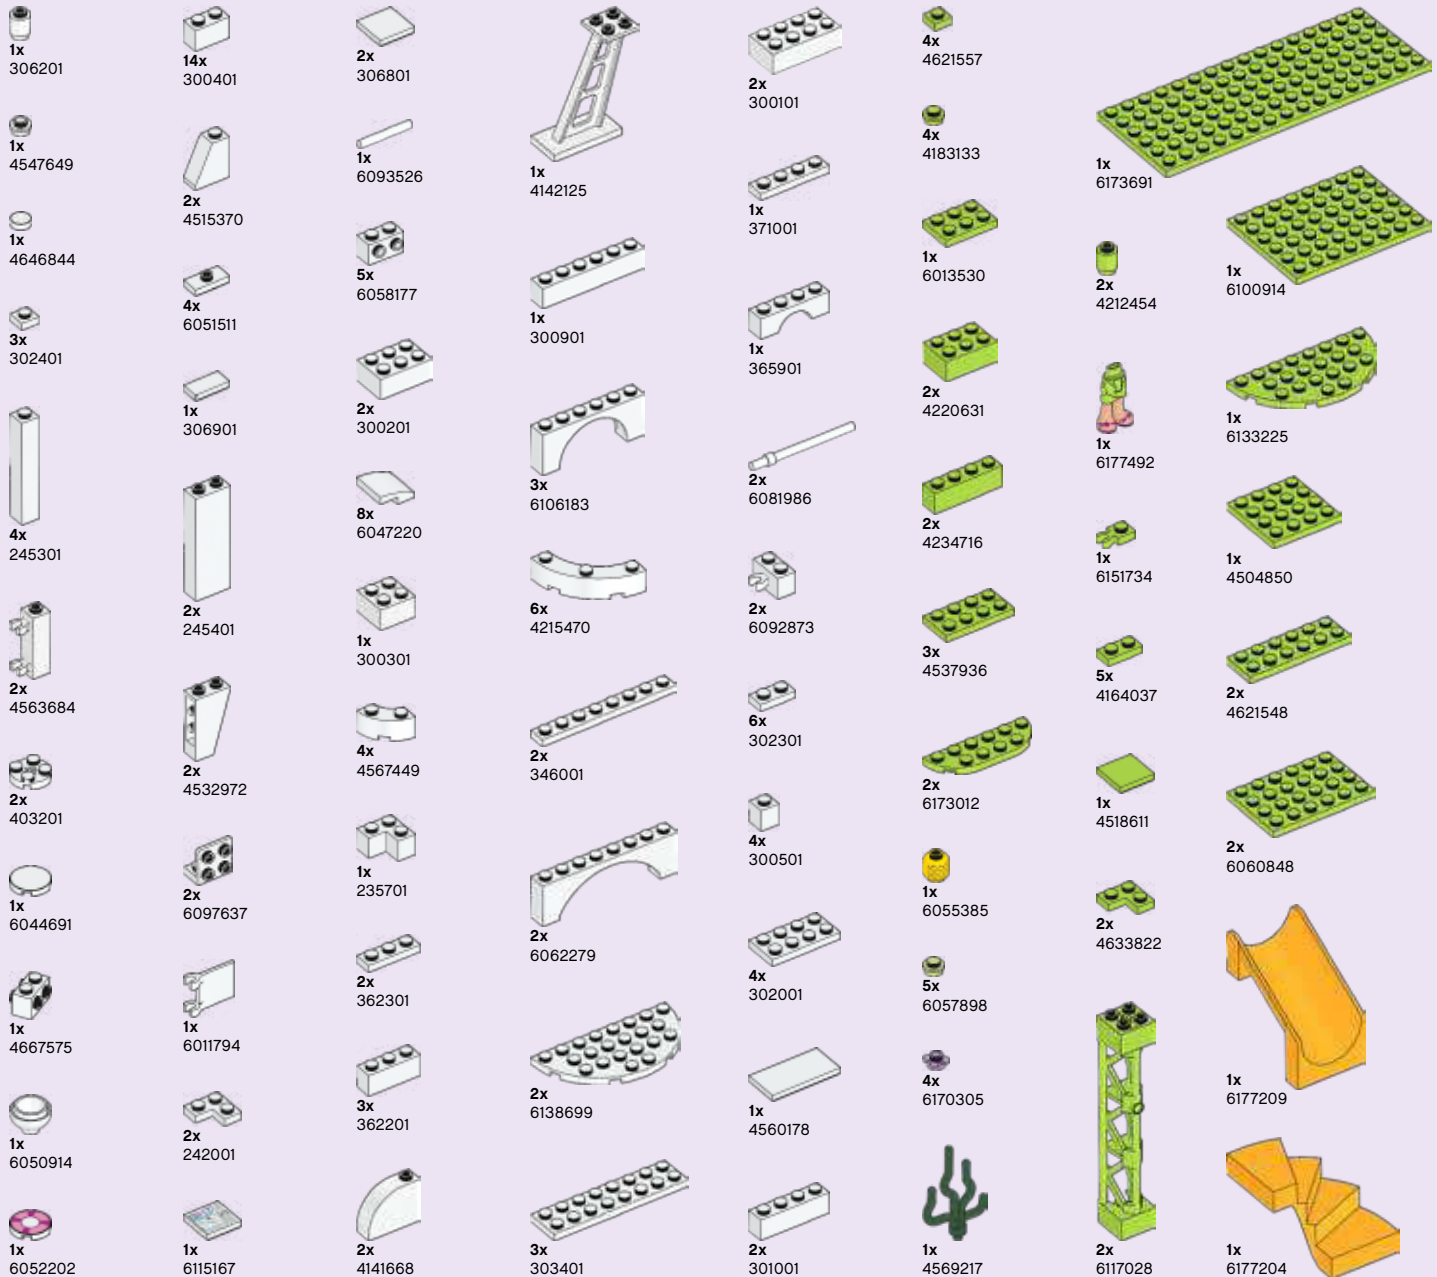 1x
306201
1x
4547649
1x
4646844
3x
302401
4x
245301
2x
4563684
2x
403201
1x
6044691
1x
4667575
1x
6050914
1x
6052202
14x
300401
2x
4515370
4x
6051511
1x
306901
2x
245401
2x
4532972
2x
6097637
1x
6011794
2x
242001
1x
6115167
2x
306801
1x
6093526
5x
6058177
2x
300201
8x
6047220
1x
300301
4x
4567449
1x
235701
2x
362301
3x
362201
2x
4141668
1x
4142125
1x
300901
3x
6106183
6x
4215470
2x
346001
2x
6062279
2x
6138699
3x
303401
2x
300101
1x
371001
1x
365901
2x
6081986
2x
6092873
6x
302301
4x
300501
4x
302001
1x
4560178
2x
301001
4x
4621557
4x
4183133
1x
6013530
2x
4220631
2x
4234716
3x
4537936
2x
6173012
1x
6055385
5x
6057898
4x
6170305
1x
4569217
1x
6173691
2x
4212454
1x
6177492
1x
6151734
5x
4164037
1x
4518611
2x
4633822
2x
6117028
1x
6100914
1x
6133225
1x
4504850
2x
4621548
2x
6060848
1x
6177209
1x
6177204